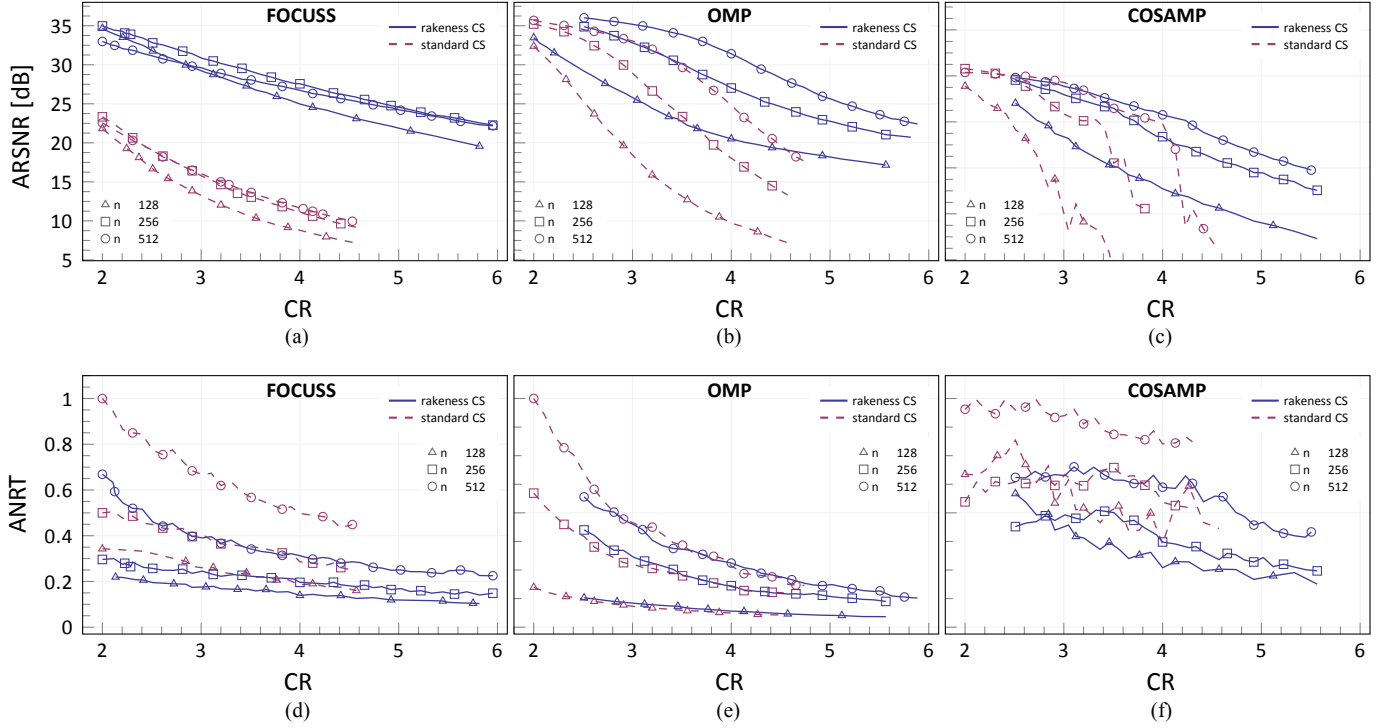 FOCUSS
OMP
COSAMP
rakeness CS
standard CS
rakeness CS
standard CS
rakeness CS
standard CS
ARSNR [dB]
35
30
25
20
15
10
5
n 128
n 256
n 512
n 128
n 256
n 512
n 128
n 256
n 512
2 3 4 5 6
2 3 4 5 6
2 3 4 5 6
CR
CR
CR
(a)
(b)
(c)
FOCUSS
OMP
COSAMP
rakeness CS
standard CS
rakeness CS
standard CS
rakeness CS
standard CS
n 128
n 256
n 512
n 128
n 256
n 512
n 128
n 256
n 512
ANRT
1
0.8
0.6
0.4
0.2
0
2 3 4 5 6
2 3 4 5 6
2 3 4 5 6
CR
CR
CR
(d)
(e)
(f)